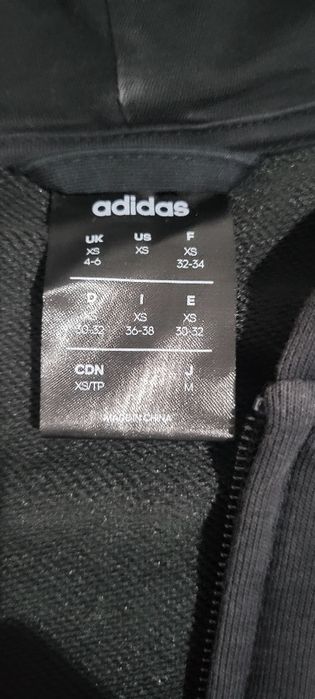 adidas
UK US F
XS XS XS
4-6 32-34
D I E
XS XS XS
30-32 36-38 30-32
CDN J
XS/TP M
MADE IN CHINA